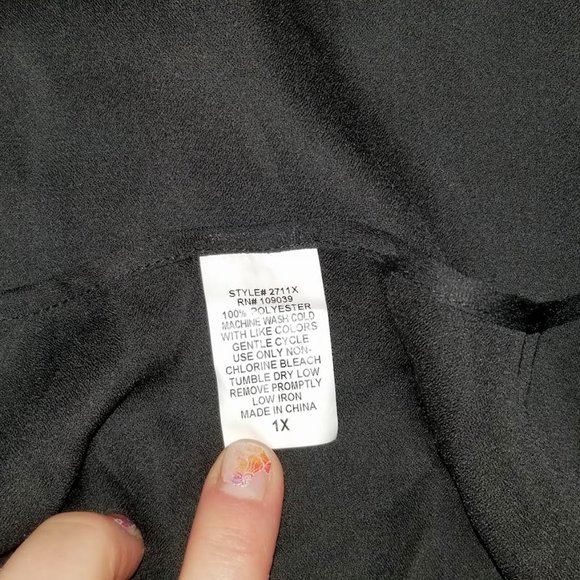 STYLE# 2711X
RN# 109039
100% POLYESTER
MACHINE WASH COLD
WITH LIKE COLORS
GENTLE CYCLE
USE ONLY NON-
CHLORINE BLEACH
TUMBLE DRY LOW
REMOVE PROMPTLY
LOW IRON
MADE IN CHINA
1X